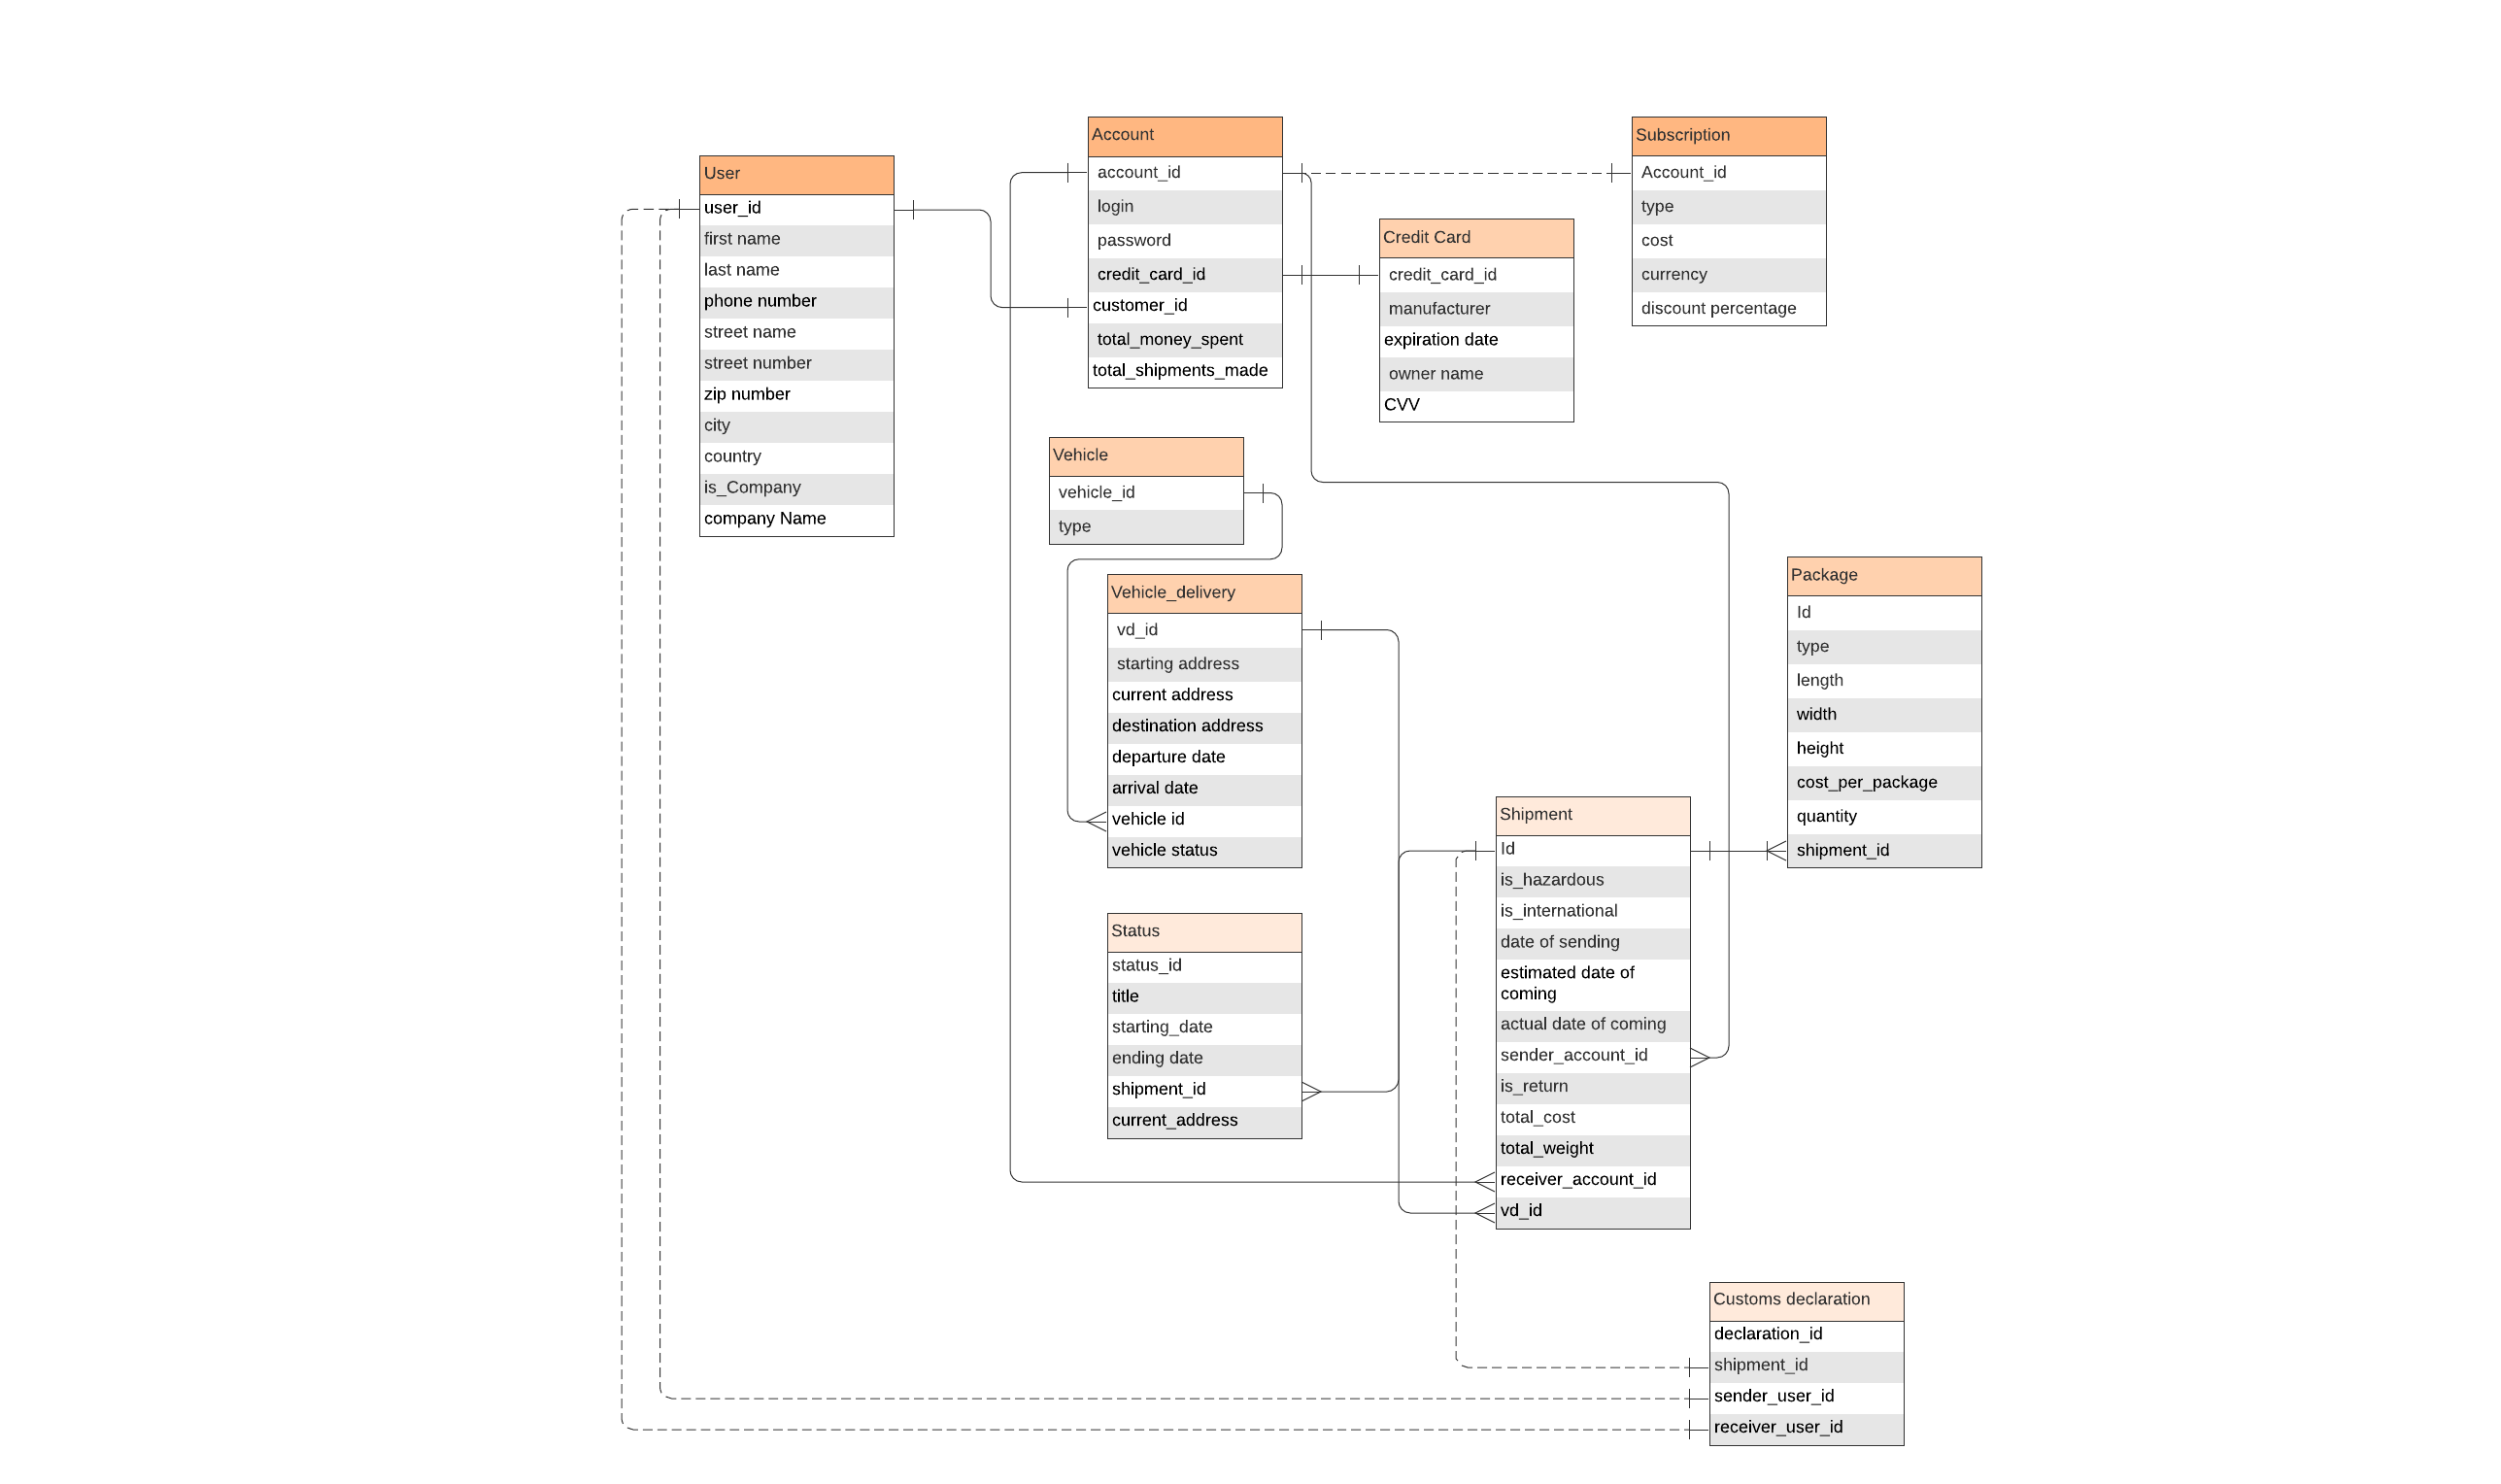 User
user_id
first name
last name
phone number
street name
street number
zip number
city
country
is_Company
company Name
Account
account_id
login
password
credit_card_id
customer_id
total_money_spent
total_shipments_made
Subscription
Account_id
type
cost
currency
discount percentage
Credit Card
credit_card_id
manufacturer
expiration date
owner name
CVV
Vehicle
vehicle_id
type
Vehicle_delivery
vd_id
starting address
current address
destination address
departure date
arrival date
vehicle id
vehicle status
Package
Id
type
length
width
height
cost_per_package
quantity
shipment_id
Shipment
Id
is_hazardous
is_international
date of sending
estimated date of
coming
actual date of coming
sender_account_id
is_return
total_cost
total_weight
receiver_account_id
vd_id
Status
status_id
title
starting_date
ending date
shipment_id
current_address
Customs declaration
declaration_id
shipment_id
sender_user_id
receiver_user_id